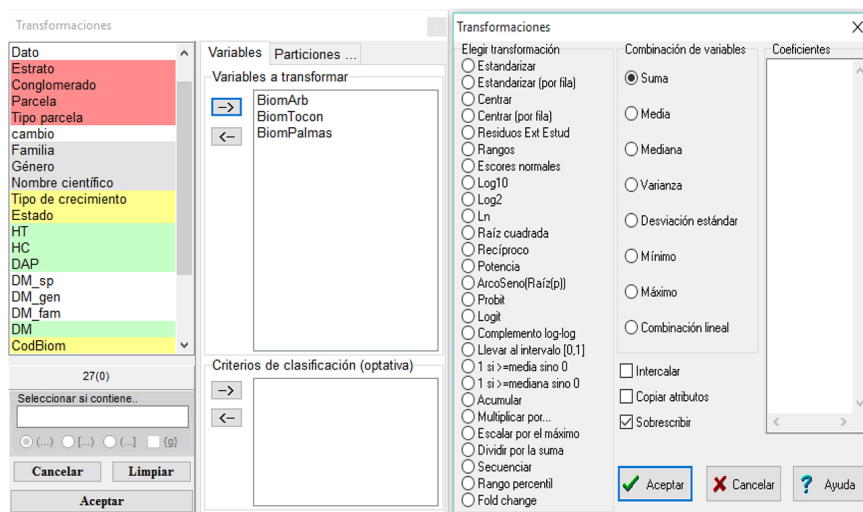 Transformaciones
Dato
Estrato
Conglomerado
Parcela
Tipo parcela
cambio
Familia
Género
Nombre científico
Tipo de crecimiento
Estado
HT
HC
DAP
DM_sp
DM_gen
DM_fam
DM
CodBiom
27(0)
Seleccionar si contiene..
(...)
[...)
(...]
{g}
Cancelar
Limpiar
Aceptar
Variables
Particiones ...
Variables a transformar
-->
<--
BiomArb
BiomTocon
BiomPalmas
Criterios de clasificación (optativa)
-->
<--
Transformaciones
Elegir transformación
Estandarizar
Estandarizar (por fila)
Centrar
Centrar (por fila)
Residuos Ext Estud
Rangos
Escores normales
Log10
Log2
Ln
Raíz cuadrada
Recíproco
Potencia
ArcoSeno(Raíz(p))
Probit
Logit
Complemento log-log
Llevar al intervalo [0,1]
1 si >=media sino 0
1 si >=mediana sino 0
Acumular
Multiplicar por...
Escalar por el máximo
Dividir por la suma
Secuenciar
Rango percentil
Fold change
Combinación de variables
Suma
Media
Mediana
Varianza
Desviación estándar
Mínimo
Máximo
Combinación lineal
Intercalar
Copiar atributos
Sobrescribir
Coeficientes
Aceptar
Cancelar
? Ayuda